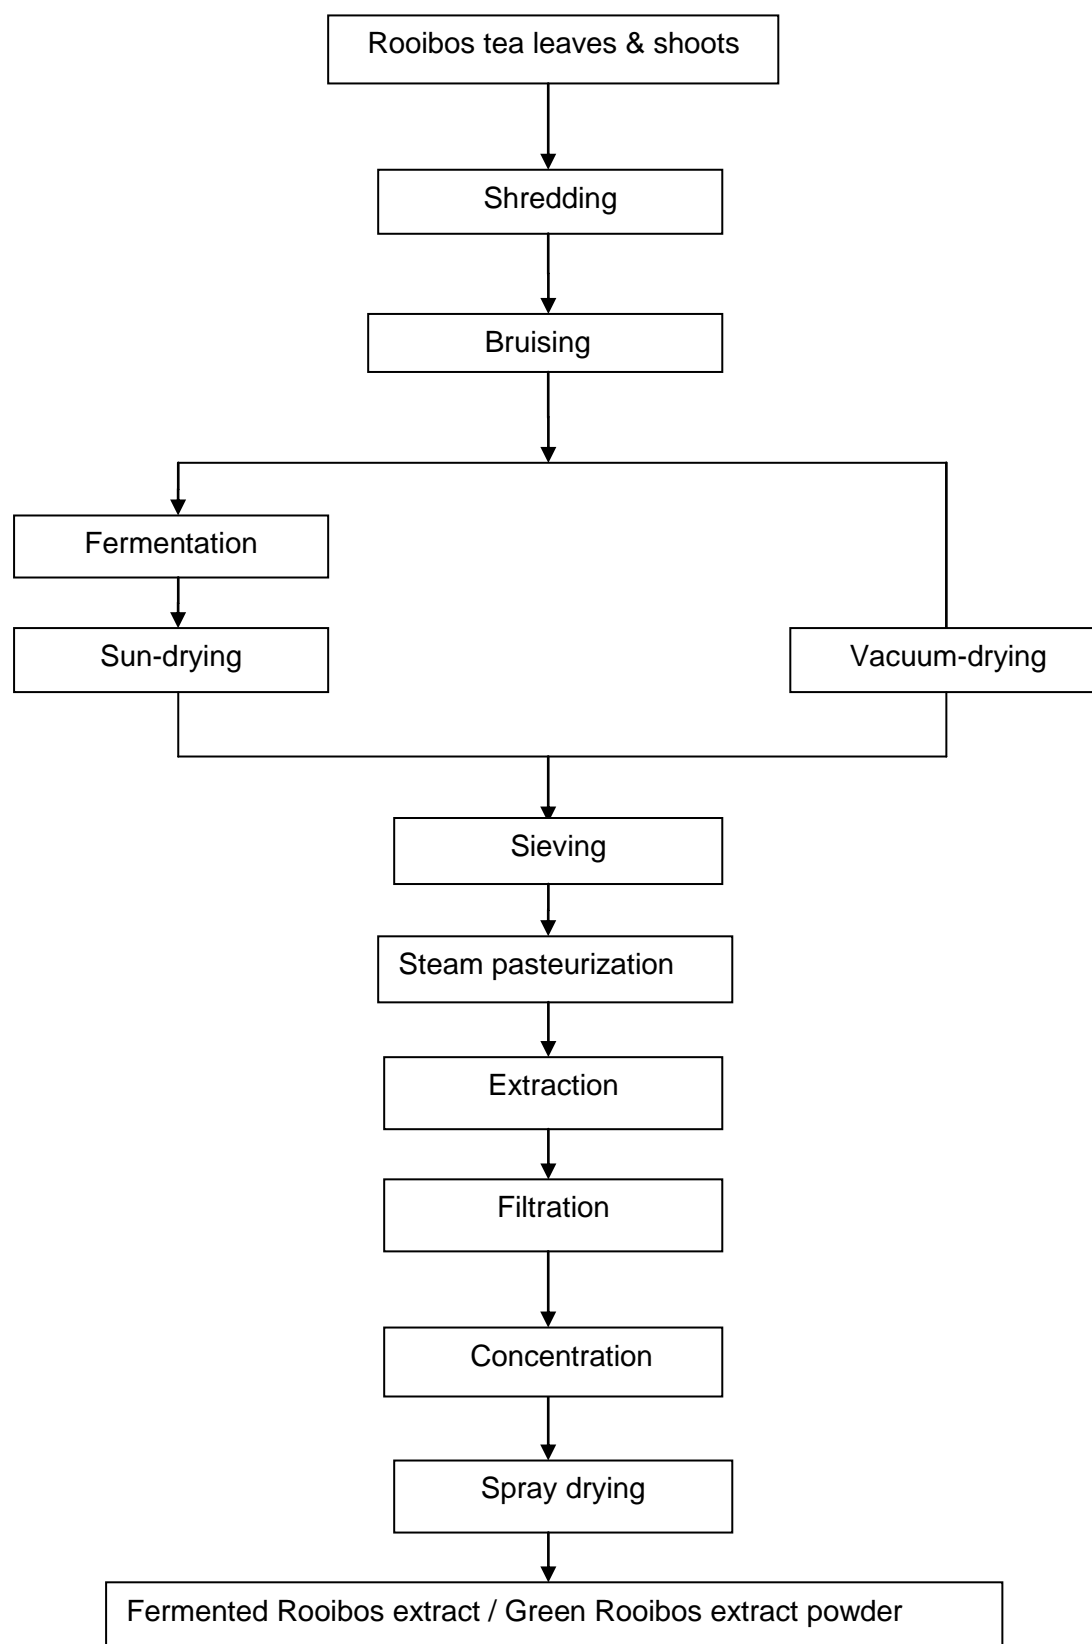 Rooibos tea leaves & shoots
Shredding
Bruising
Fermentation
Sun-drying
Vacuum-drying
Sieving
Steam pasteurization
Extraction
Filtration
Concentration
Spray drying
Fermented Rooibos extract / Green Rooibos extract powder